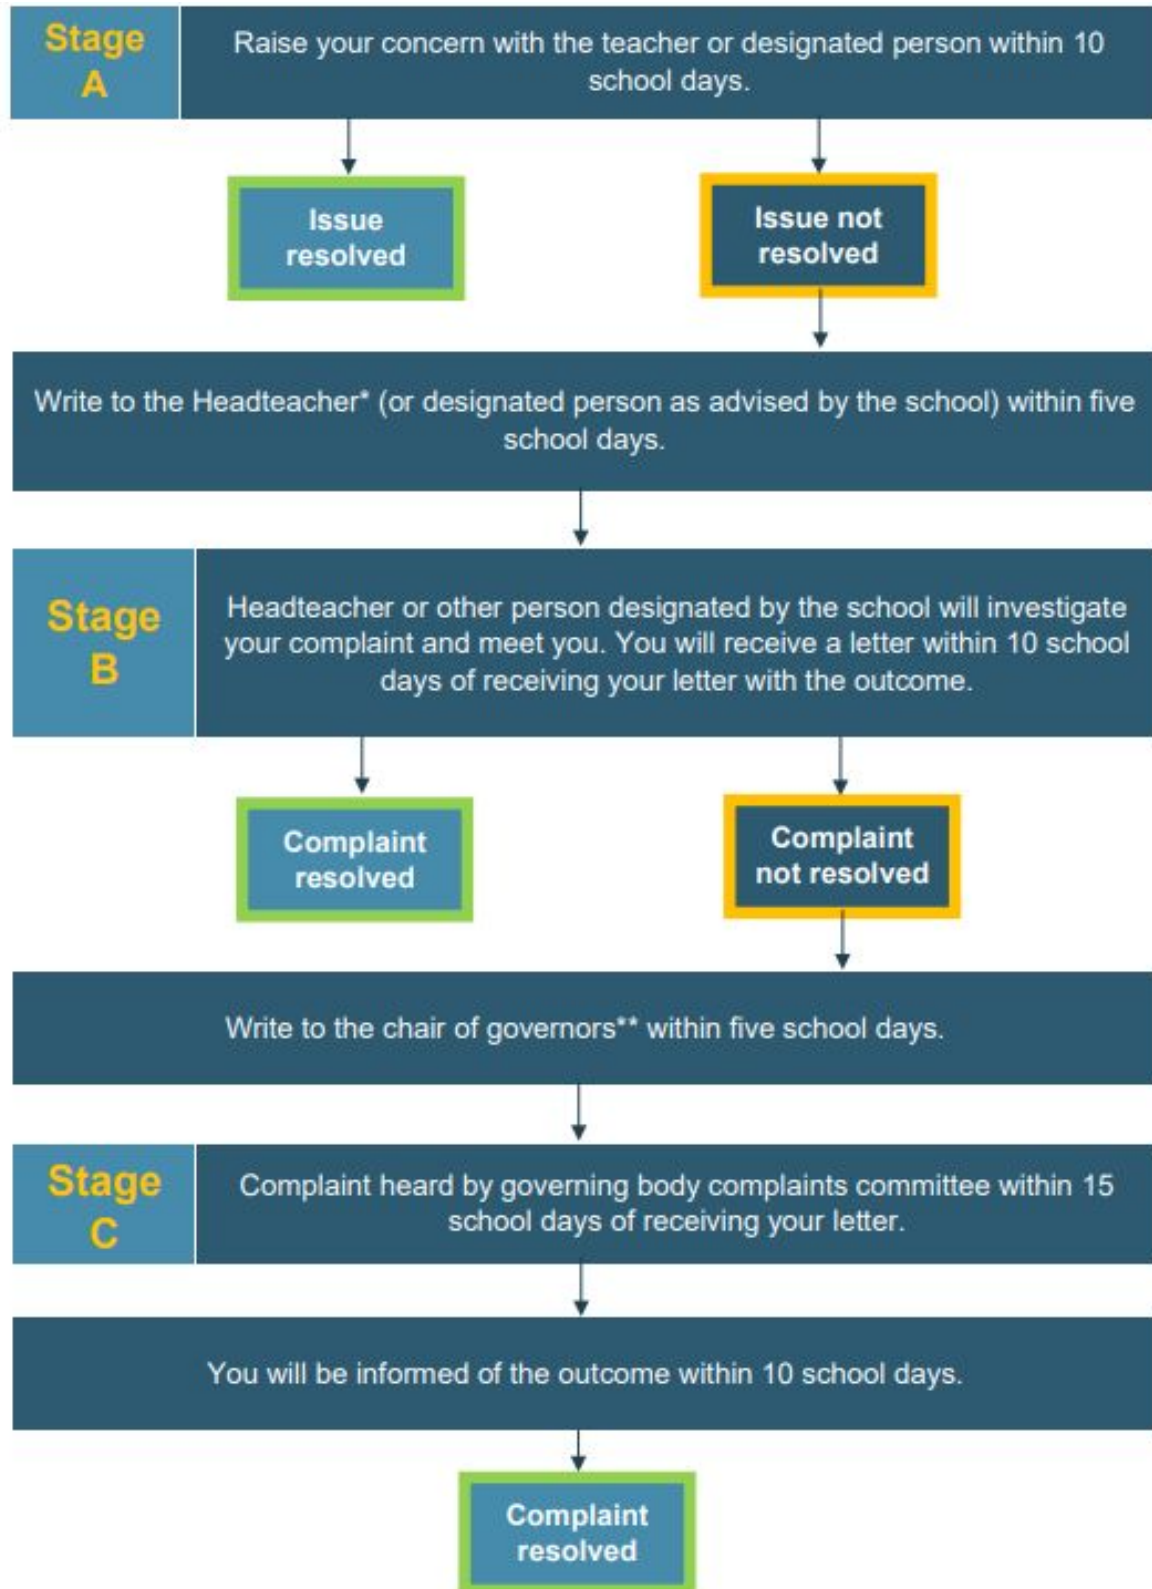 Stage
A
Raise your concern with the teacher or designated person within 10
school days.
Issue
resolved
Issue not
resolved
Write to the Headteacher* (or designated person as advised by the school) within five
school days.
Stage
B
Headteacher or other person designated by the school will investigate
your complaint and meet you. You will receive a letter within 10 school
days of receiving your letter with the outcome.
Complaint
resolved
Complaint
not resolved
Write to the chair of governors** within five school days.
Stage
C
Complaint heard by governing body complaints committee within 15
school days of receiving your letter.
You will be informed of the outcome within 10 school days.
Complaint
resolved